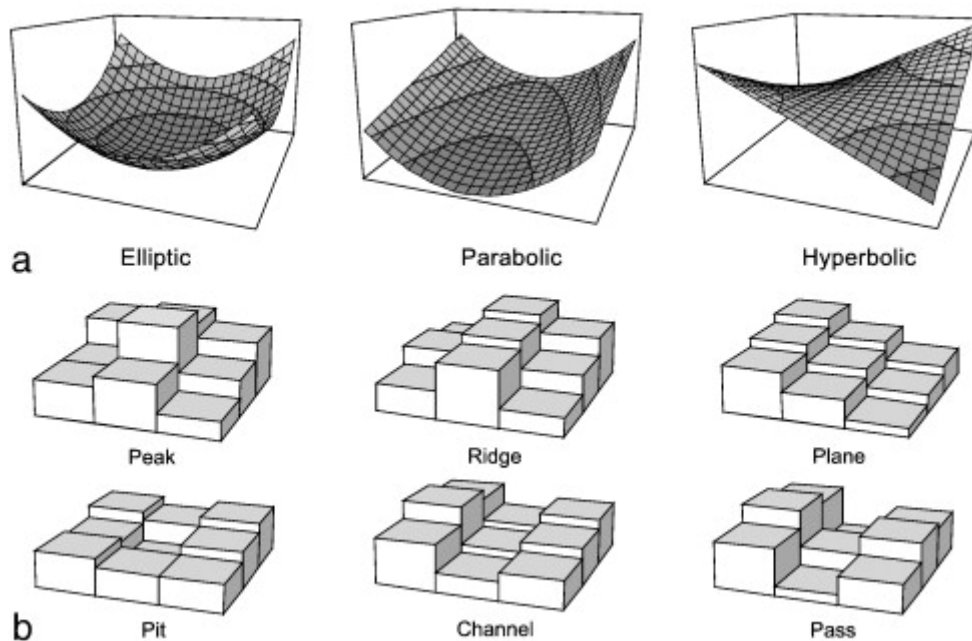 a
Elliptic
Parabolic
Hyperbolic
Peak
Ridge
Plane
b
Pit
Channel
Pass